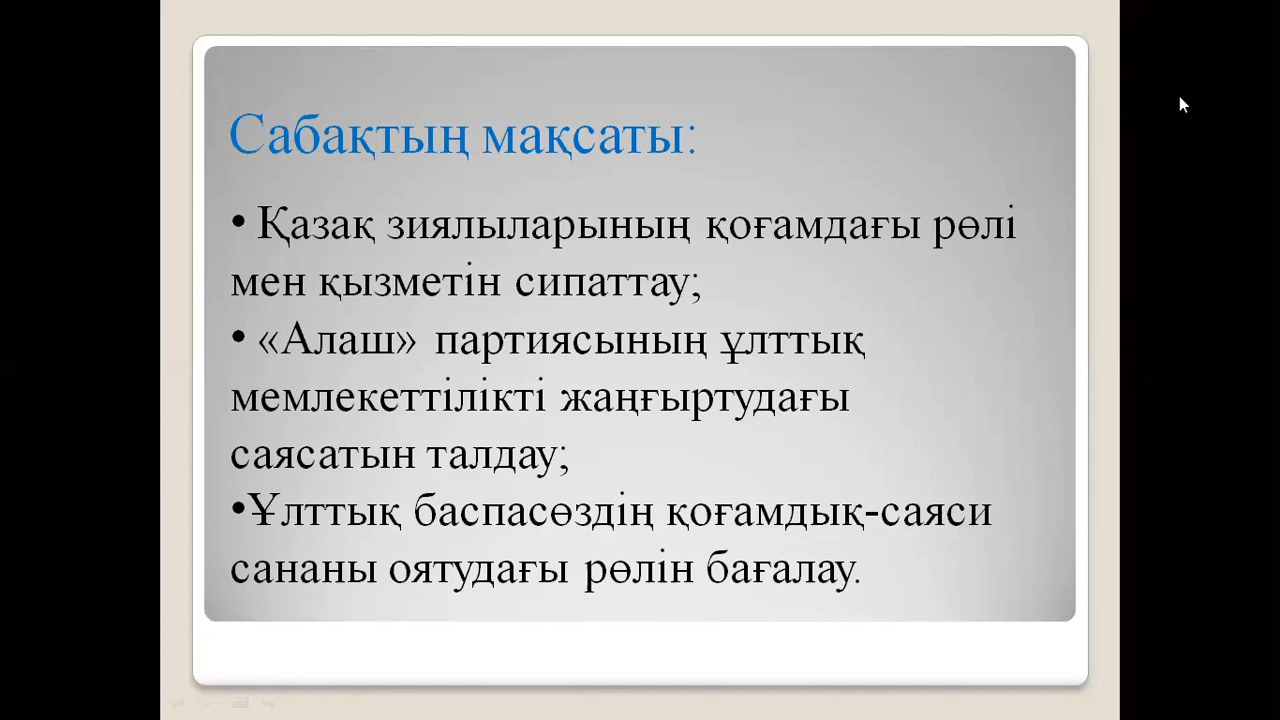 Сабақтың мақсаты:
• Қазақ зиялыларының қоғамдағы рөлі
мен қызметін сипаттау;
• «Алаш» партиясының ұлттық
мемлекеттілікті жаңғыртудағы
саясатын талдау;
•Ұлттық баспасөздің қоғамдық-саяси
сананы оятудағы рөлін бағалау.